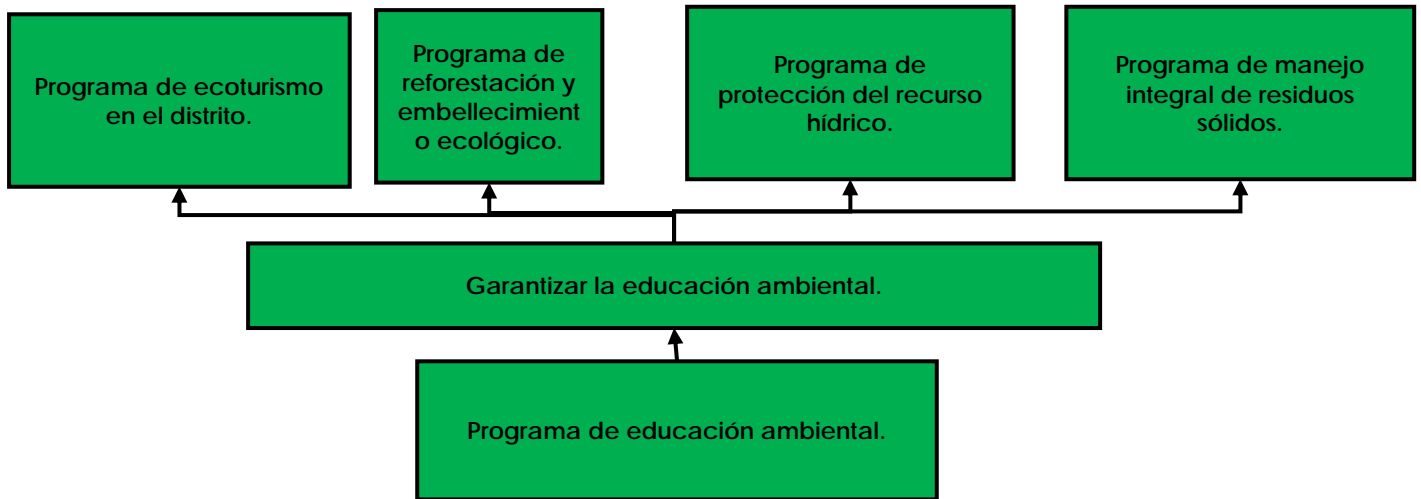 Programa de ecoturismo
en el distrito.
Programa de
reforestación y
embellecimient
o ecológico.
Programa de
protección del recurso
hídrico.
Programa de manejo
integral de residuos
sólidos.
Garantizar la educación ambiental.
Programa de educación ambiental.